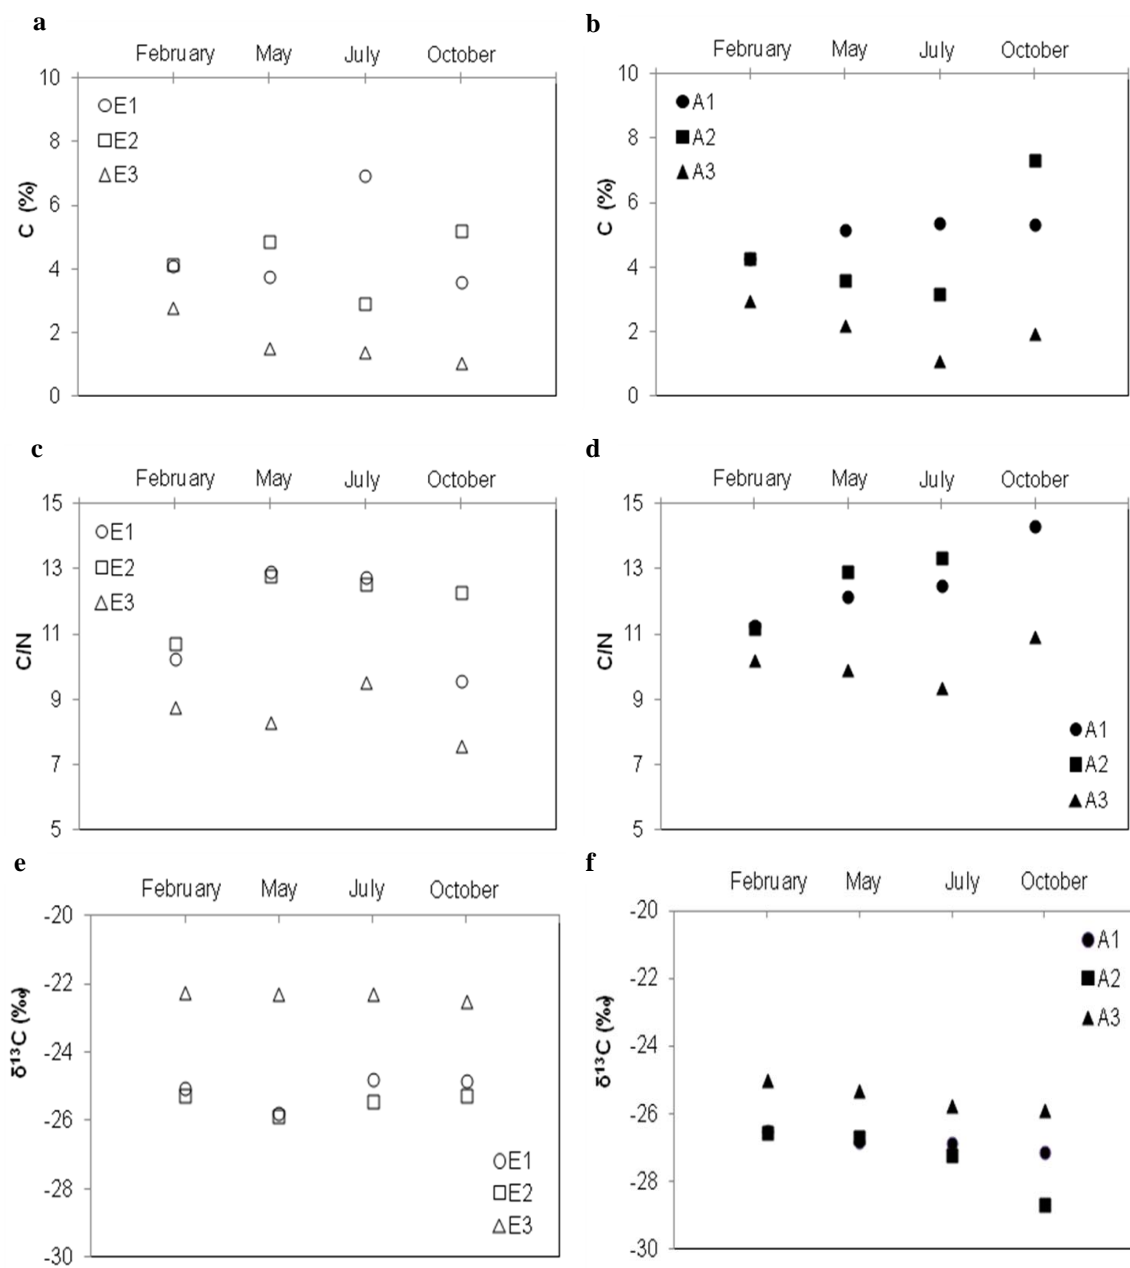 a
February May July October
10
8
6
4
2
0
C (%)
E1
E2
E3
b
February May July October
10
8
6
4
2
0
C (%)
A1
A2
A3
c
February May July October
15
13
11
9
7
5
C/N
E1
E2
E3
d
February May July October
15
13
11
9
7
5
C/N
A1
A2
A3
e
February May July October
-20
-22
-24
-26
-28
-30
δ¹³C (‰)
E1
E2
E3
f
February May July October
-20
-22
-24
-26
-28
-30
δ¹³C (‰)
A1
A2
A3